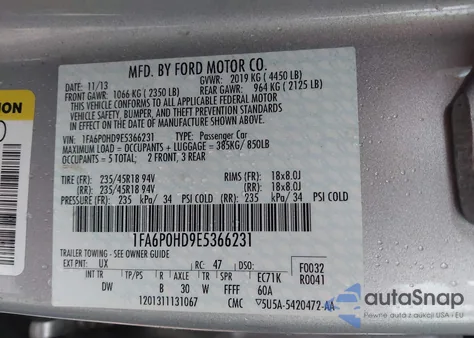 MFD. BY FORD MOTOR CO.
DATE: 11/13 GVWR: 2019 KG ( 4450 LB)
FRONT GAWR: 1066 KG ( 2350 LB) REAR GAWR: 964 KG ( 2125 LB)
THIS VEHICLE CONFORMS TO ALL APPLICABLE FEDERAL MOTOR
VEHICLE SAFETY, BUMPER, AND THEFT PREVENTION STANDARDS IN
EFFECT ON THE DATE OF MANUFACTURE SHOWN ABOVE.
VIN: 1FA6P0HD9E5366231 TYPE: Passenger Car
MAXIMUM LOAD = OCCUPANTS + LUGGAGE = 385KG/ 850LB
OCCUPANTS = 5 TOTAL; 2 FRONT, 3 REAR
TIRE (FR): 235/45R18 94V RIMS (FR): 18x8.0J
(RR): 235/45R18 94V (RR): 18x8.0J
PRESSURE(FR): 235 kPa/ 34 PSI COLD (RR): 235 kPa/ 34 PSI COLD
1FA6P0HD9E5366231
TRAILER TOWING - SEE OWNER GUIDE
EXT PNT: UX RC: 47 DSO: F0032
R0041
INT TR TP/PS R AXLE TR SPR EC71K
DW B 30 W FFFF 60A
1201311131067 CMC
5U5A-5420472-AA
autoSnap